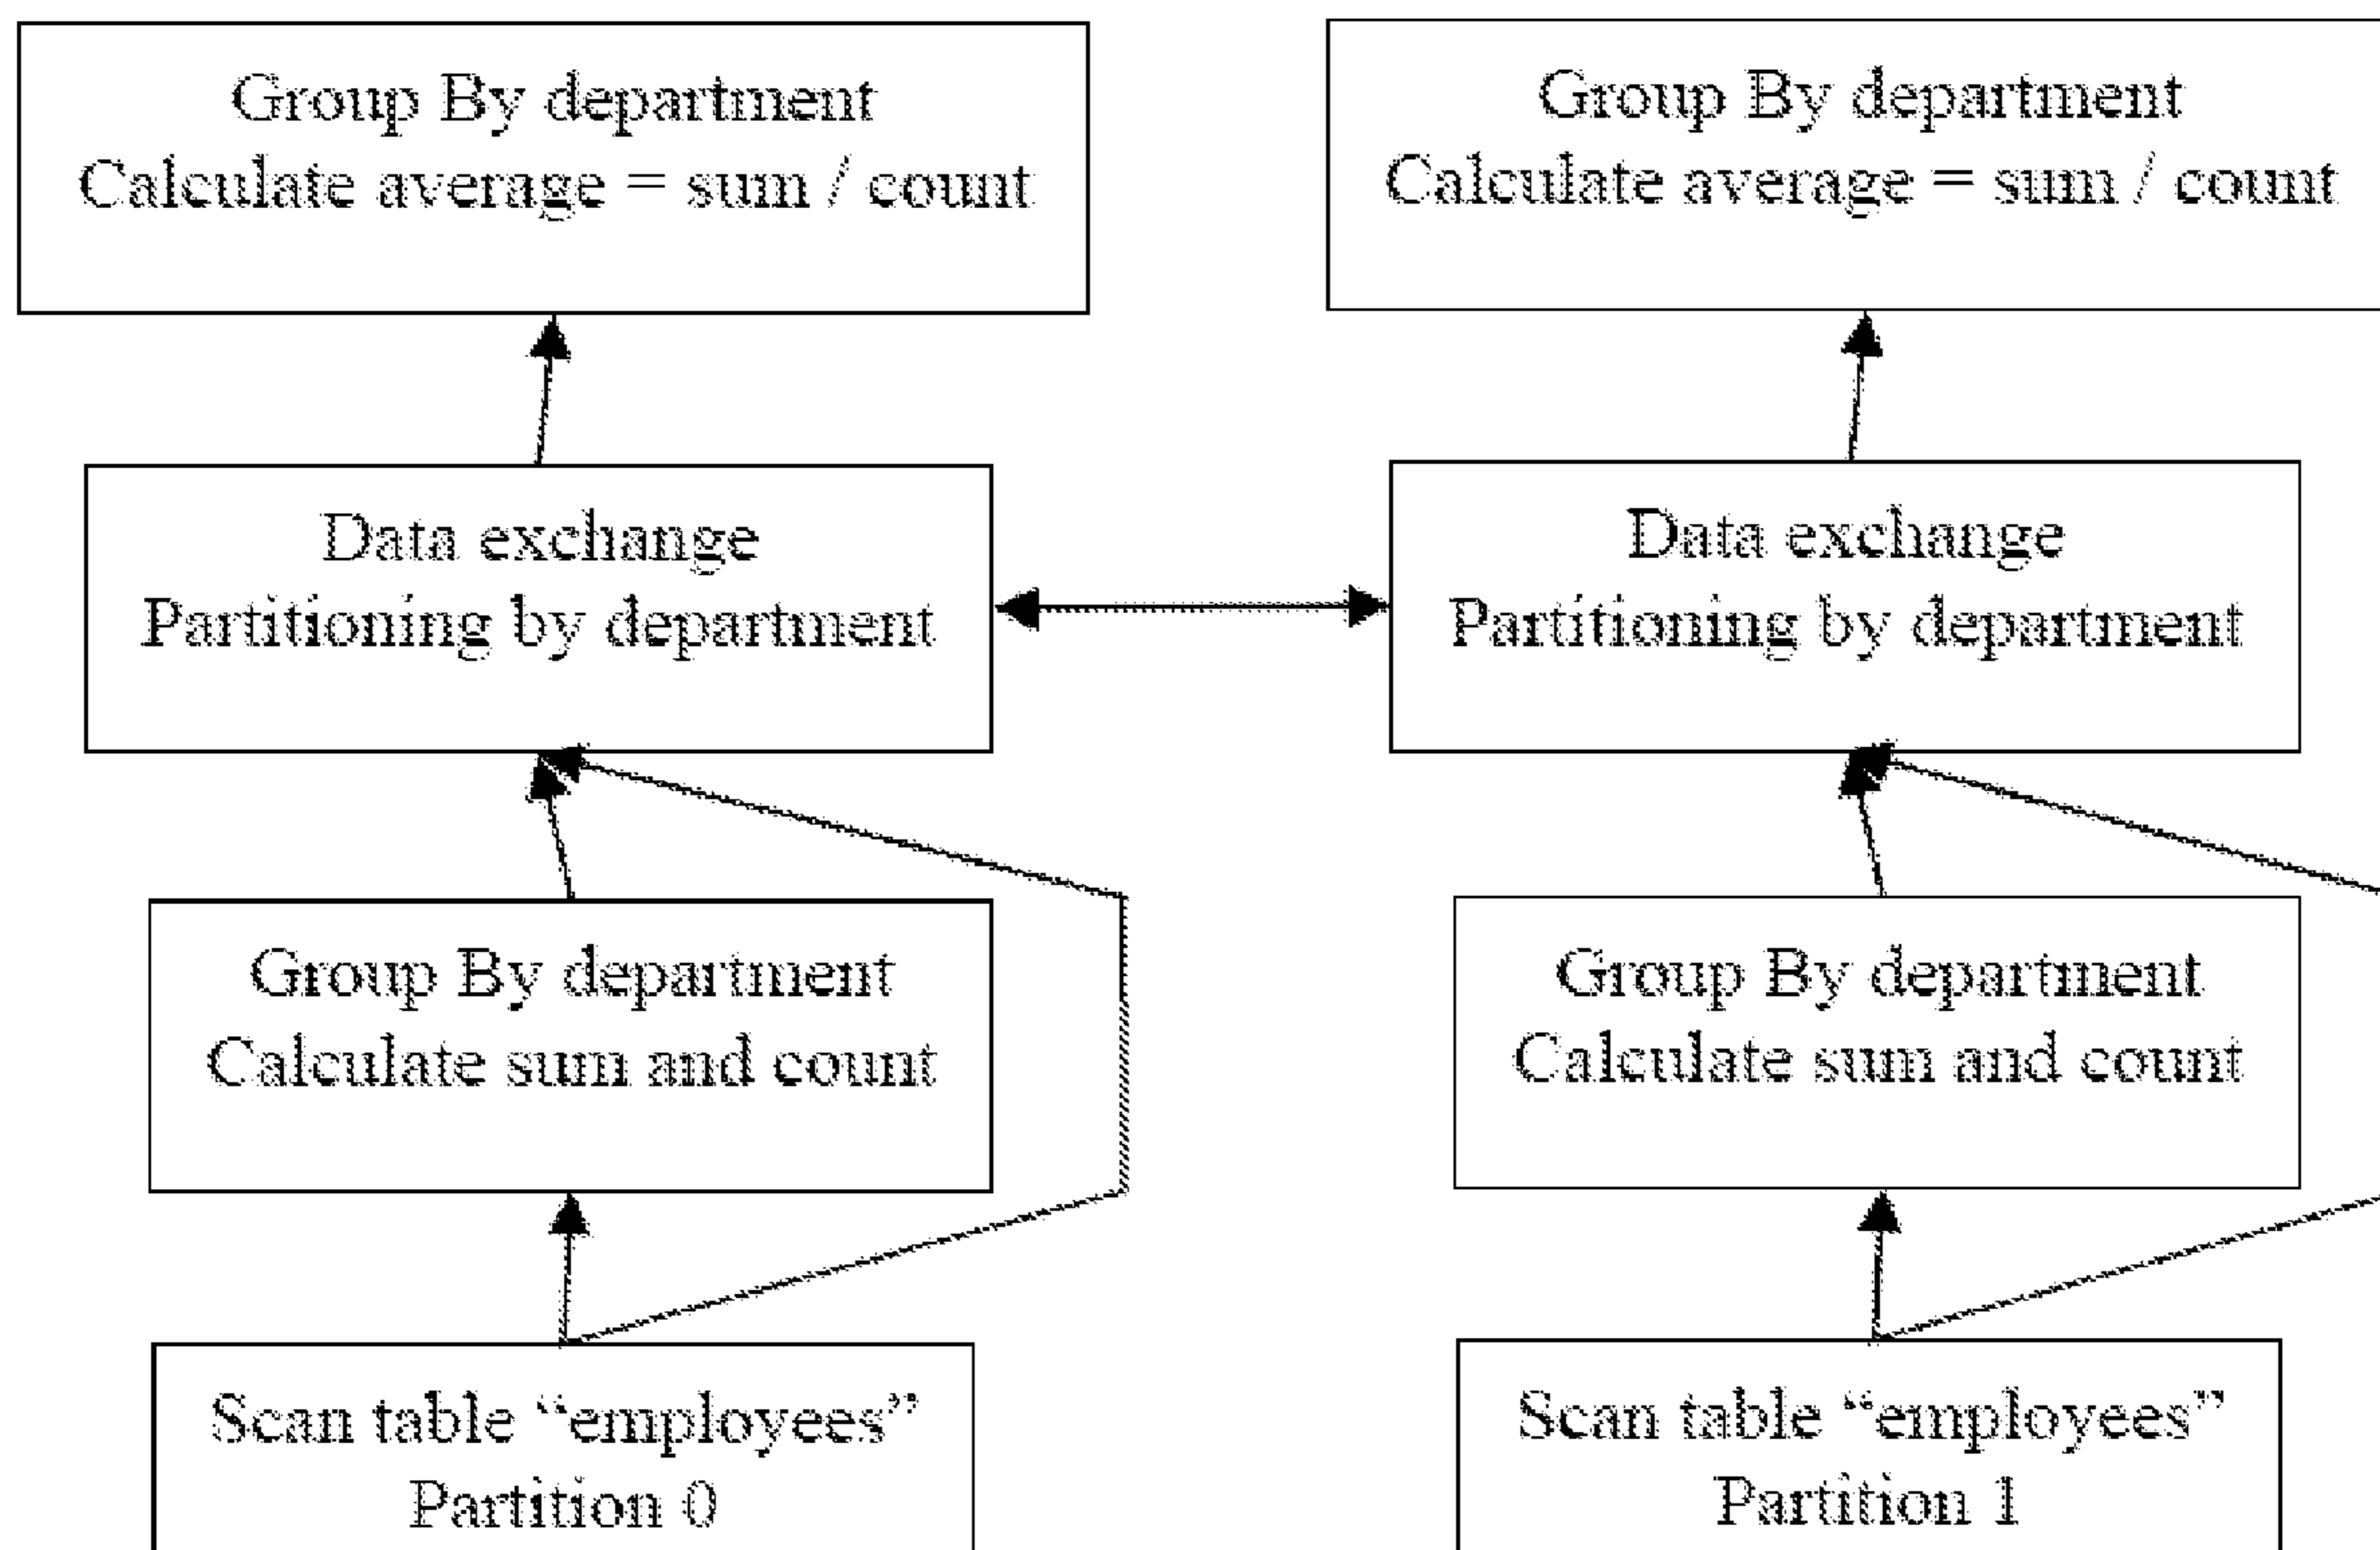 Group By department
Calculate average = sum / count
Group By department
Calculate average = sum / count
Data exchange
Partitioning by department
Data exchange
Partitioning by department
Group By department
Calculate sum and count
Group By department
Calculate sum and count
Scan table “employees”
Partition 0
Scan table “employees”
Partition 1